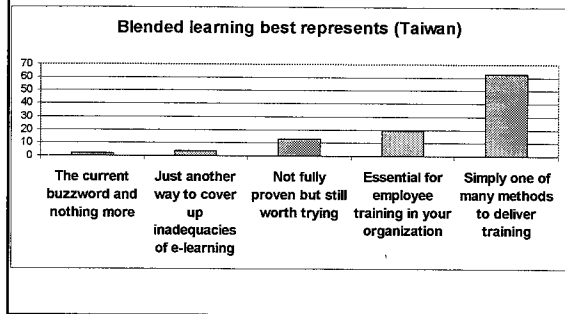 Blended learning best represents (Taiwan)
70
60
50
40
30
20
10
0
The current
buzzword and
nothing more
Just another
way to cover
up
inadequacies
of e-learning
Not fully
proven but still
worth trying
Essential for
employee
training in your
organization
Simply one of
many methods
to deliver
training